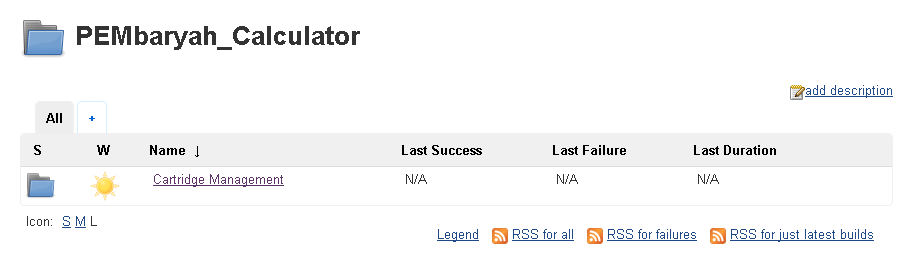 PEMbaryah_Calculator
add description
All +
S W Name ↓ Last Success Last Failure Last Duration
Cartridge Management N/A N/A N/A
Icon: S M L
Legend RSS for all RSS for failures RSS for just latest builds